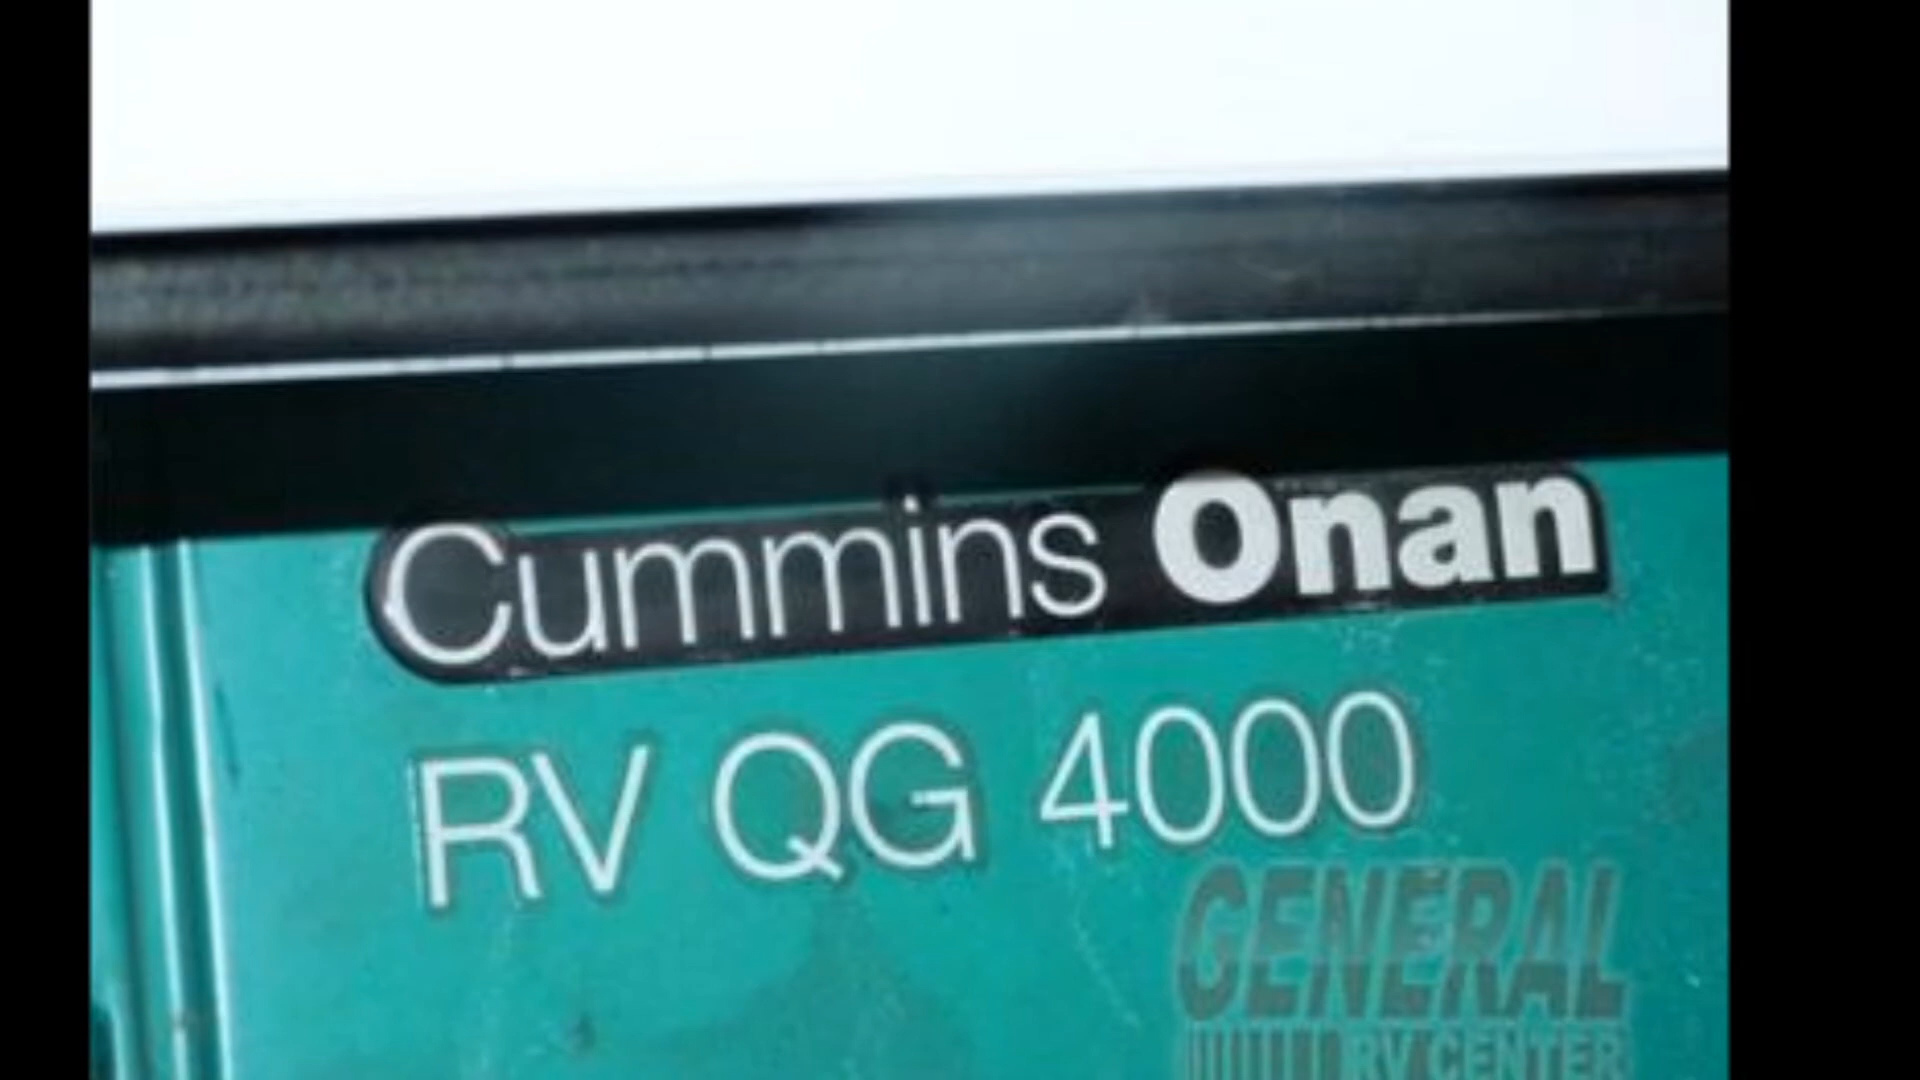 Cummins Onan
RV QG 4000
GENERAL
RV CENTER